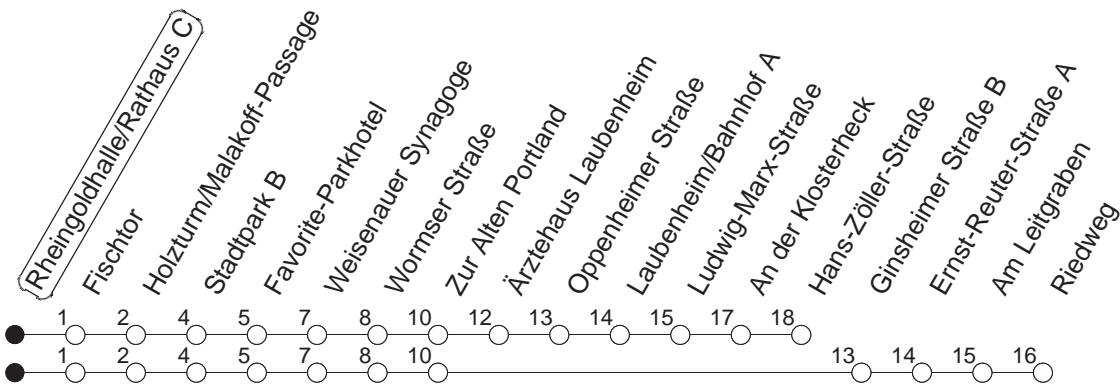 Rheingoldhalle/Rathaus C
Fischtor
Holzturm/Malakoff-Passage
Stadtpark B
Favorite-Parkhotel
Weisenauer Synagoge
Wormser Straße
Zur Alten Portland
Ärztehaus Laubenheim
Oppenheimer Straße
Laubenheim/Bahnhof A
Ludwig-Marx-Straße
An der Klosterheck
Hans-Zöller-Straße
Ginsheimer Straße B
Ernst-Reuter-Straße A
Am Leitgraben
Riedweg
1 2 4 5 7 8 10 12 13 14 15 17 18
1 2 4 5 7 8 10 13 14 15 16